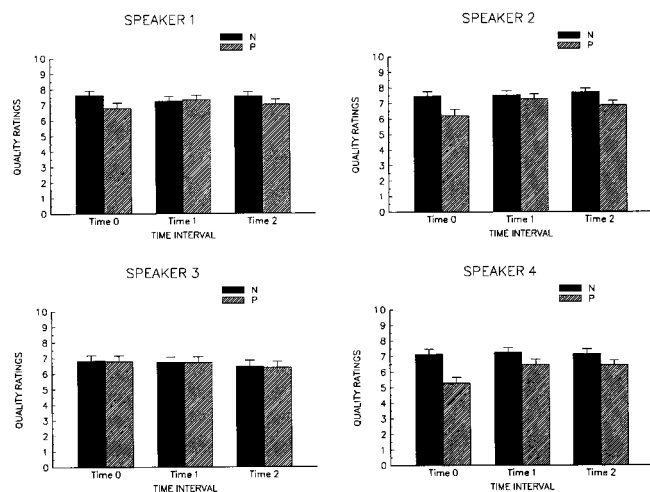 SPEAKER 1
N
P
QUALITY RATINGS
10
9
8
7
6
5
4
3
2
1
0
Time 0 Time 1 Time 2
TIME INTERVAL
SPEAKER 2
N
P
QUALITY RATINGS
10
9
8
7
6
5
4
3
2
1
0
Time 0 Time 1 Time 2
TIME INTERVAL
SPEAKER 3
N
P
QUALITY RATINGS
10
9
8
7
6
5
4
3
2
1
0
Time 0 Time 1 Time 2
TIME INTERVAL
SPEAKER 4
N
P
QUALITY RATINGS
10
9
8
7
6
5
4
3
2
1
0
Time 0 Time 1 Time 2
TIME INTERVAL